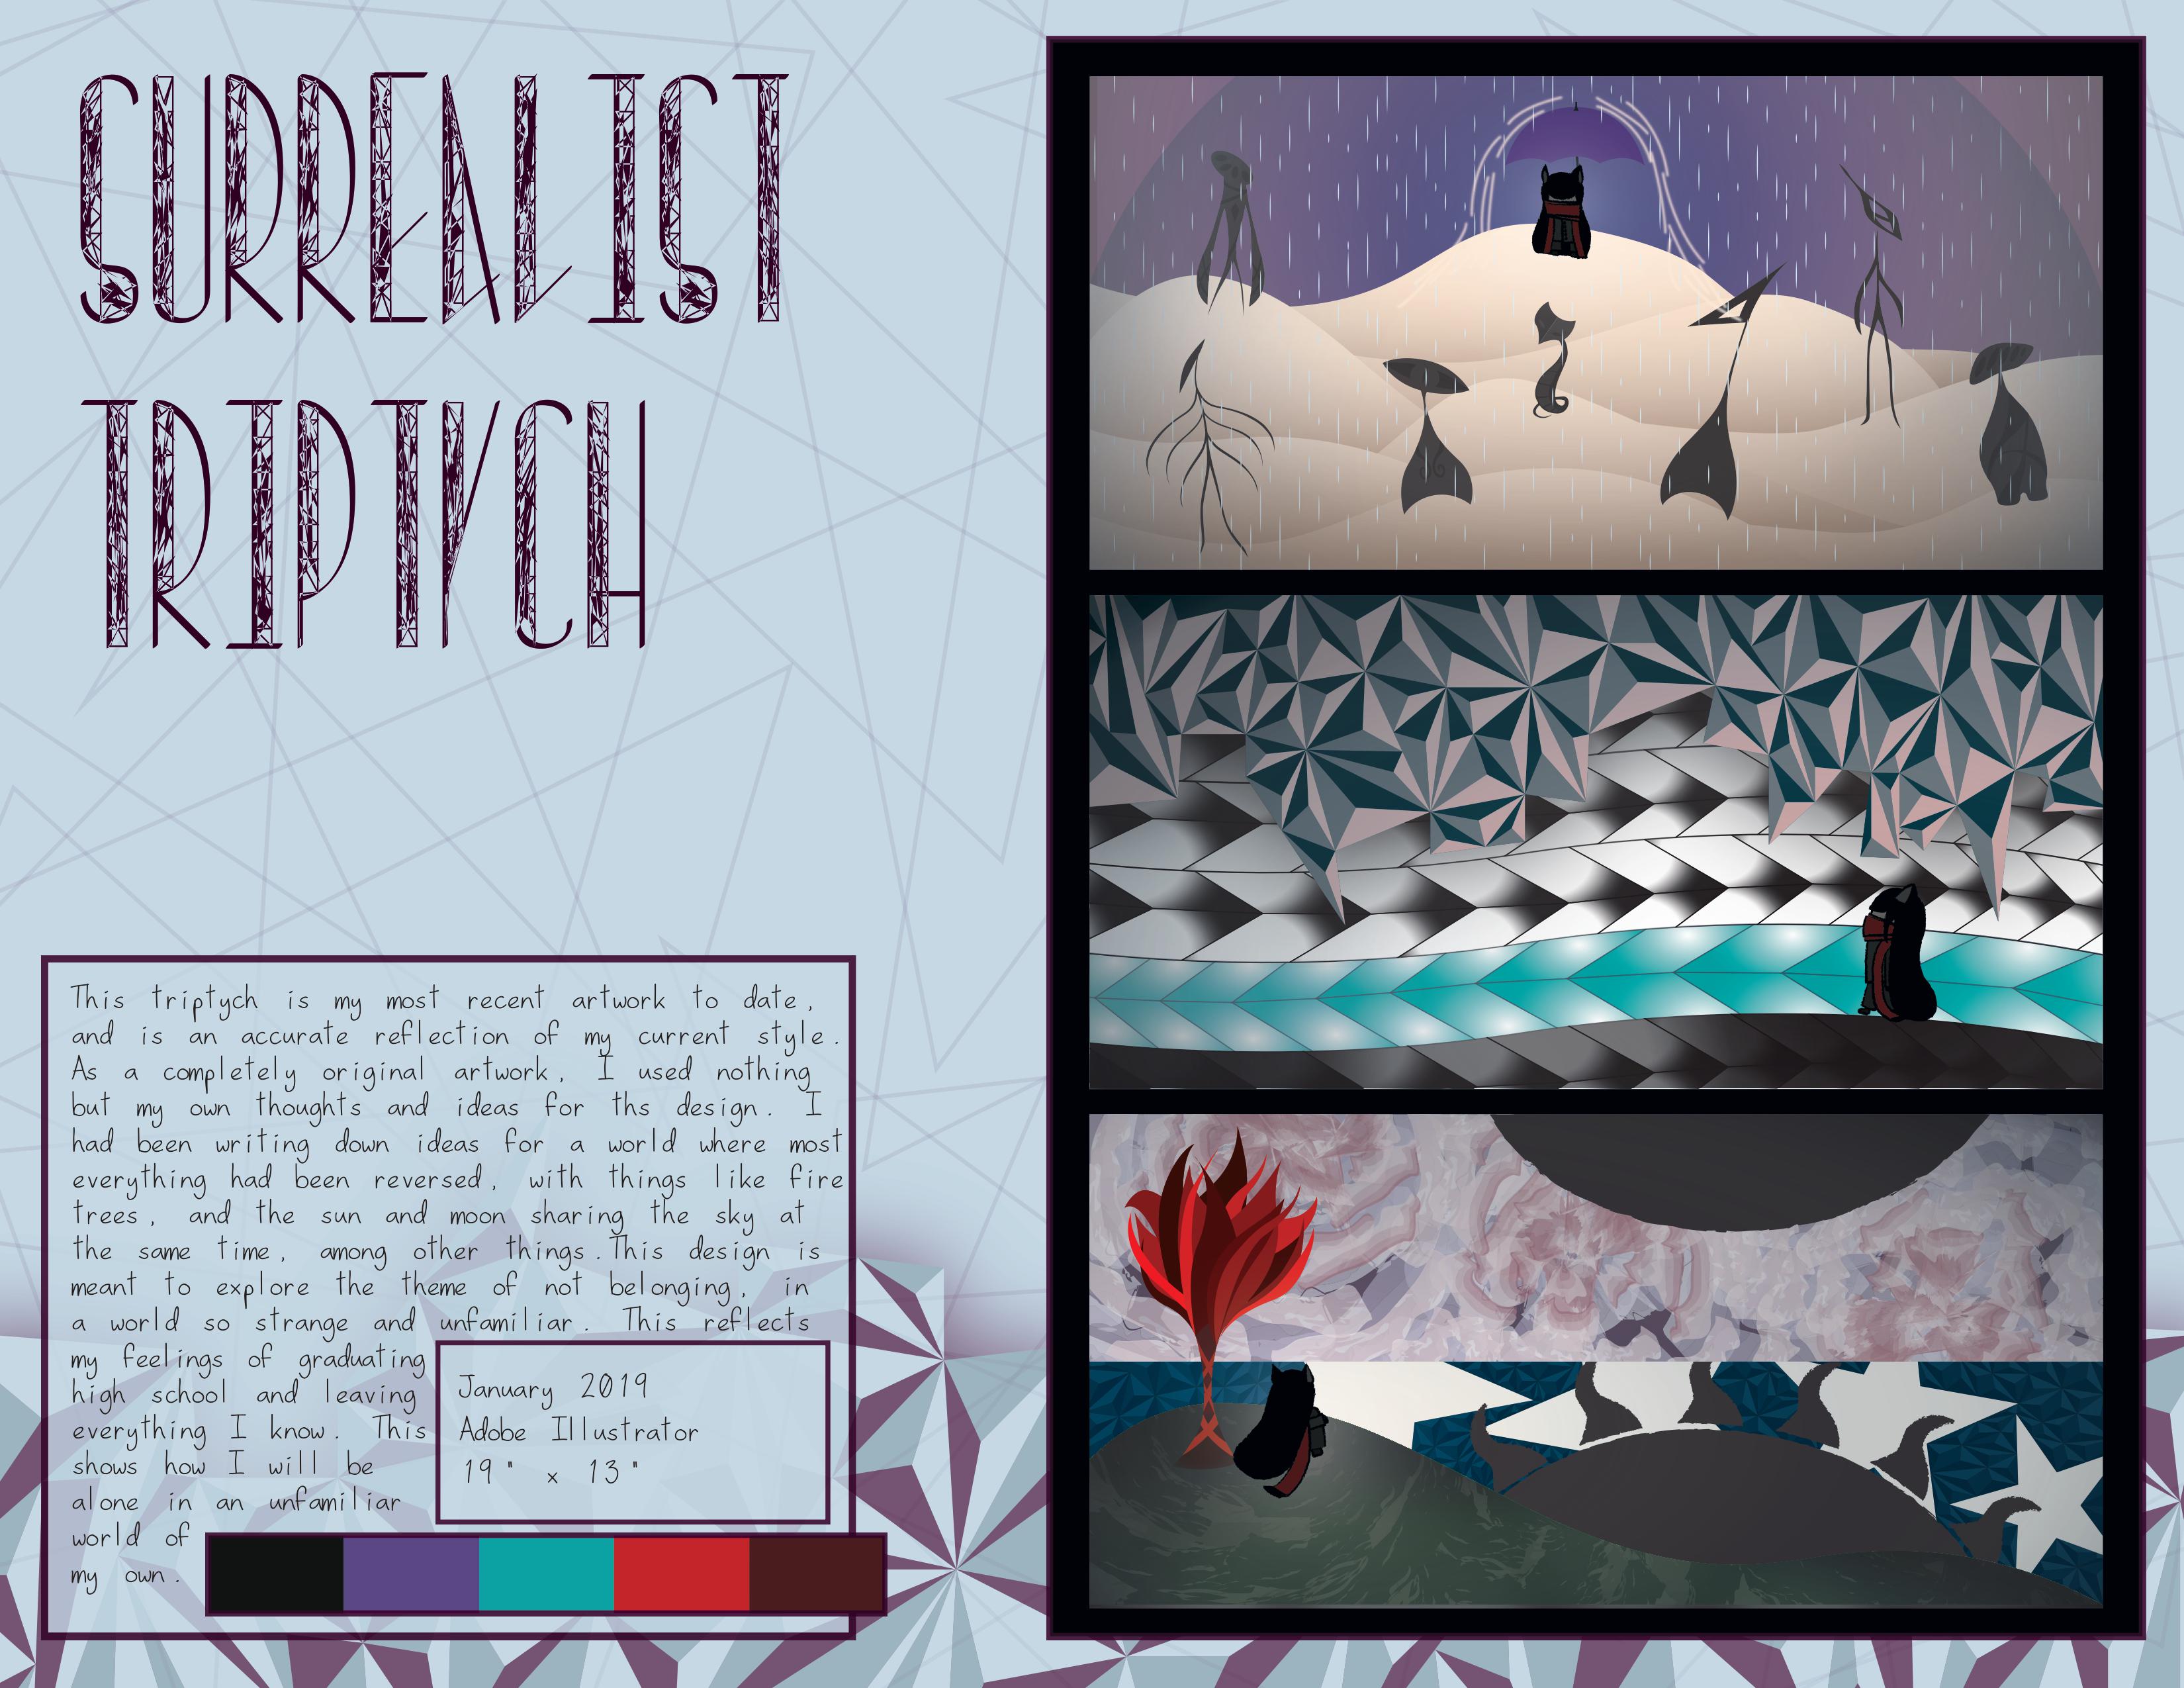 SURREALIST
TRIPTYCH
This triptych is my most recent artwork to date,
and is an accurate reflection of my current style.
As a completely original artwork, I used nothing
but my own thoughts and ideas for ths design. I
had been writing down ideas for a world where most
everything had been reversed, with things like fire
trees, and the sun and moon sharing the sky at
the same time, among other things.This design is
meant to explore the theme of not belonging, in
a world so strange and unfamiliar. This reflects
my feelings of graduating
high school and leaving
everything I know. This
shows how I will be
alone in an unfamiliar
world of
my own.
January 2019
Adobe Illustrator
19" x 13"